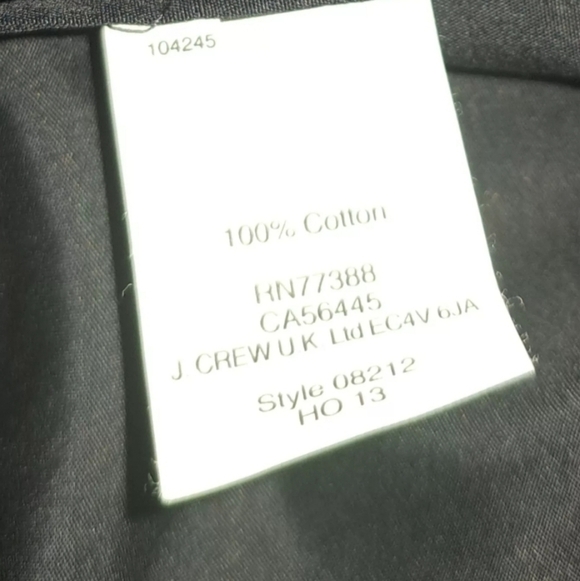 104245
100% Cotton
RN77388
CA56445
J. CREW U K Ltd EC4V 6JA
Style 08212
HO 13